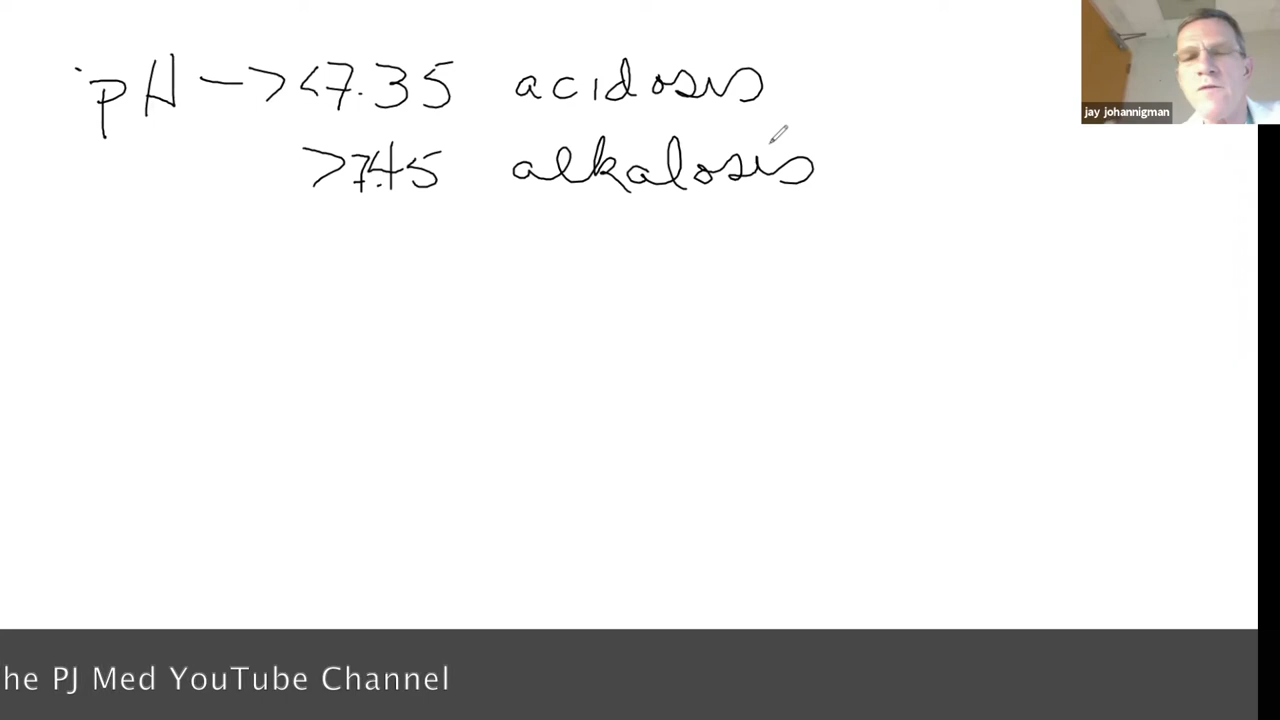 pH -> <7.35 acidosis
>7.45 alkalosis
jay johannigman
he PJ Med YouTube Channel